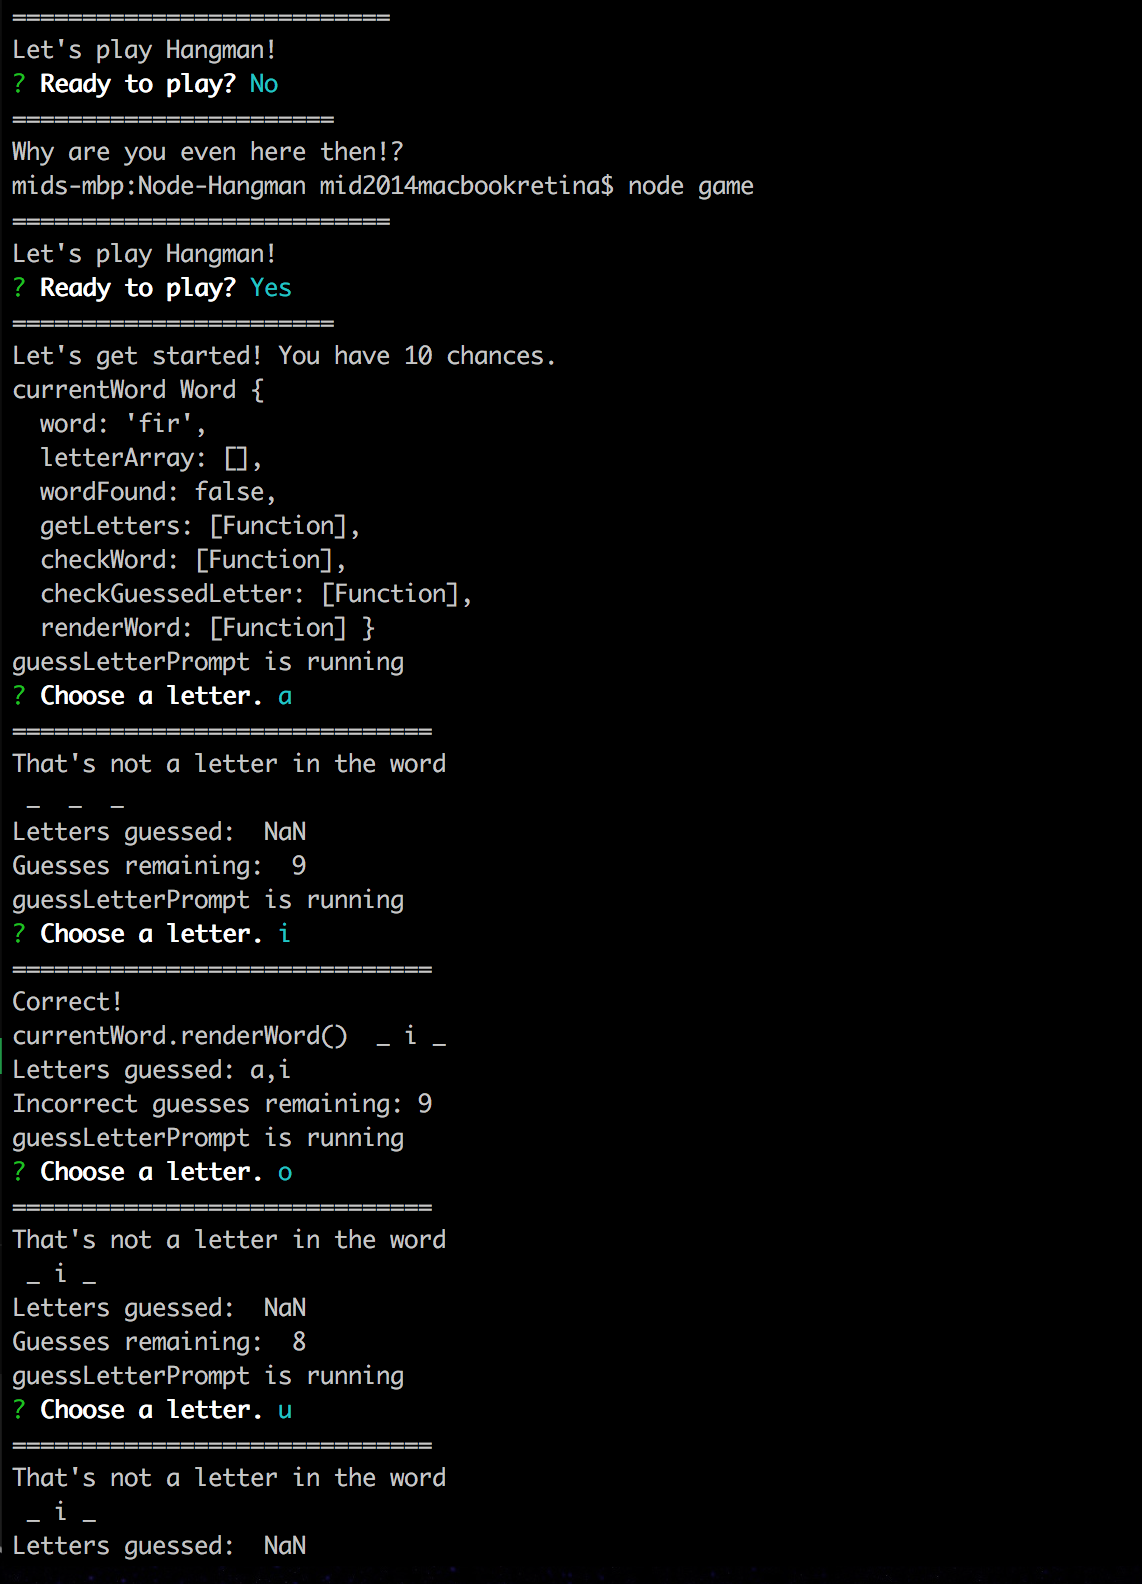 ===========================
Let's play Hangman!
? Ready to play? No
=======================
Why are you even here then!?
mids-mbp:Node-Hangman mid2014macbookretina$ node game
===========================
Let's play Hangman!
? Ready to play? Yes
=======================
Let's get started! You have 10 chances.
currentWord Word {
  word: 'fir',
  letterArray: [],
  wordFound: false,
  getLetters: [Function],
  checkWord: [Function],
  checkGuessedLetter: [Function],
  renderWord: [Function] }
guessLetterPrompt is running
? Choose a letter. a
==============================
That's not a letter in the word
 _  _  _
Letters guessed:  NaN
Guesses remaining:  9
guessLetterPrompt is running
? Choose a letter. i
==============================
Correct!
currentWord.renderWord()  _ i _
Letters guessed: a,i
Incorrect guesses remaining: 9
guessLetterPrompt is running
? Choose a letter. o
==============================
That's not a letter in the word
 _ i _
Letters guessed:  NaN
Guesses remaining:  8
guessLetterPrompt is running
? Choose a letter. u
==============================
That's not a letter in the word
 _ i _
Letters guessed:  NaN